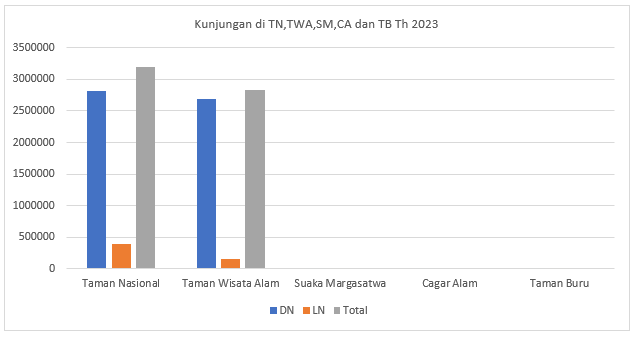 Kunjungan di TN,TWA,SM,CA dan TB Th 2023
3500000
3000000
2500000
2000000
1500000
1000000
500000
0
Taman Nasional Taman Wisata Alam Suaka Margasatwa Cagar Alam Taman Buru
DN LN Total